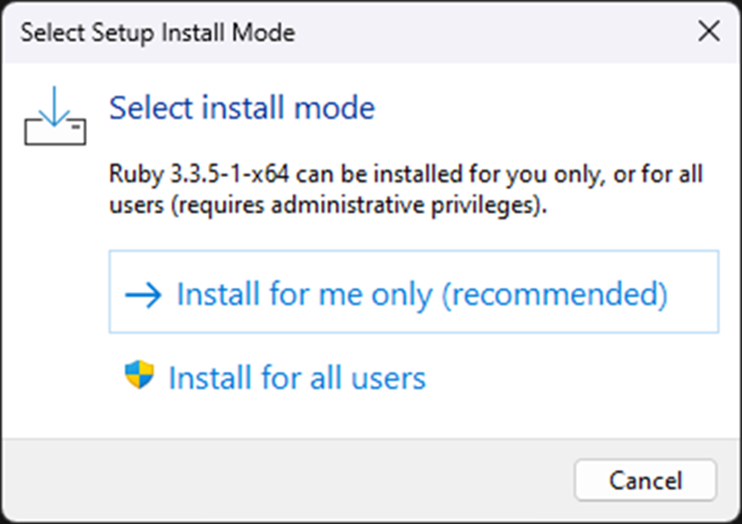 Select Setup Install Mode
Select install mode
Ruby 3.3.5-1-x64 can be installed for you only, or for all
users (requires administrative privileges).
Install for me only (recommended)
Install for all users
Cancel